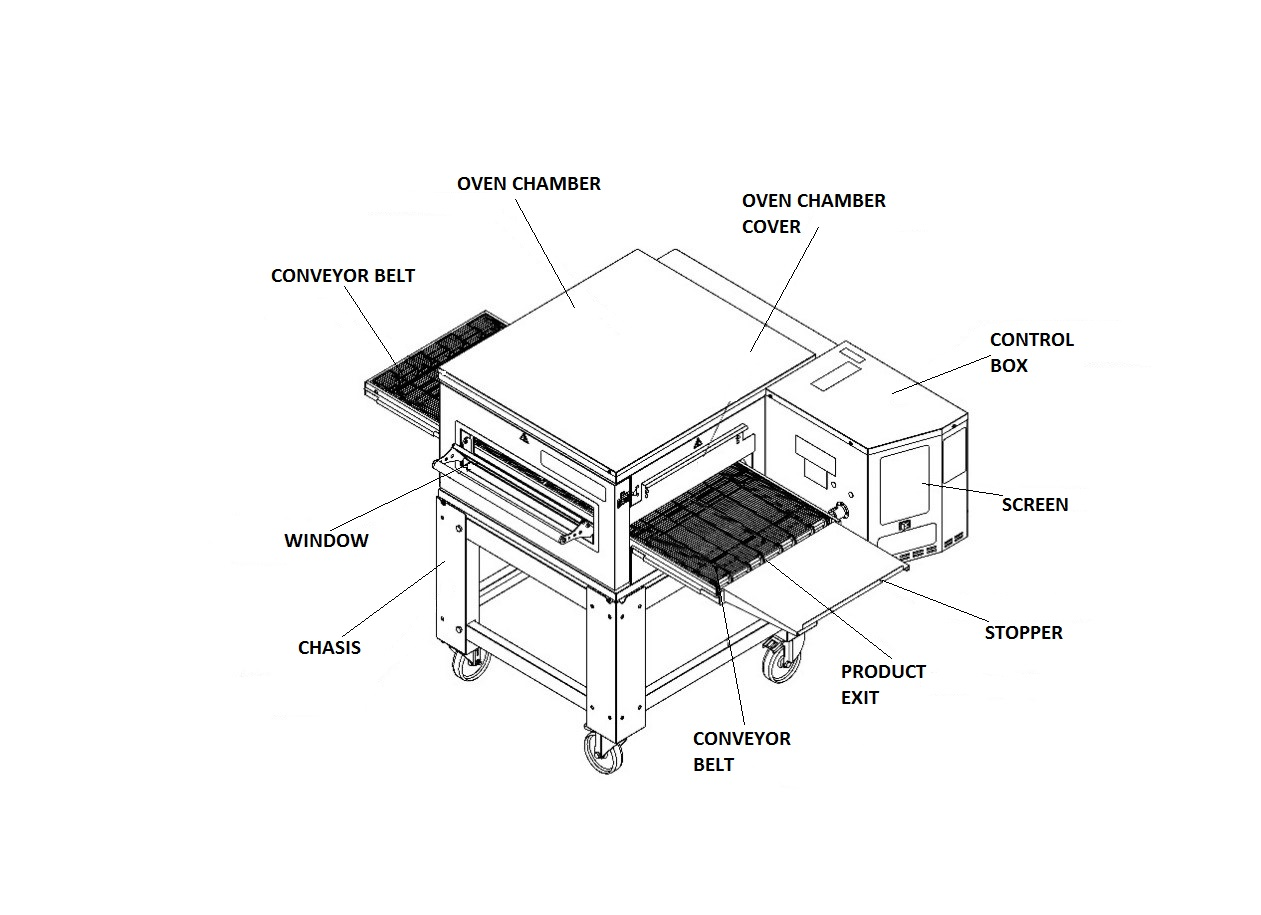 OVEN CHAMBER
OVEN CHAMBER
COVER
CONVEYOR BELT
CONTROL
BOX
SCREEN
WINDOW
STOPPER
CHASIS
PRODUCT
EXIT
CONVEYOR
BELT